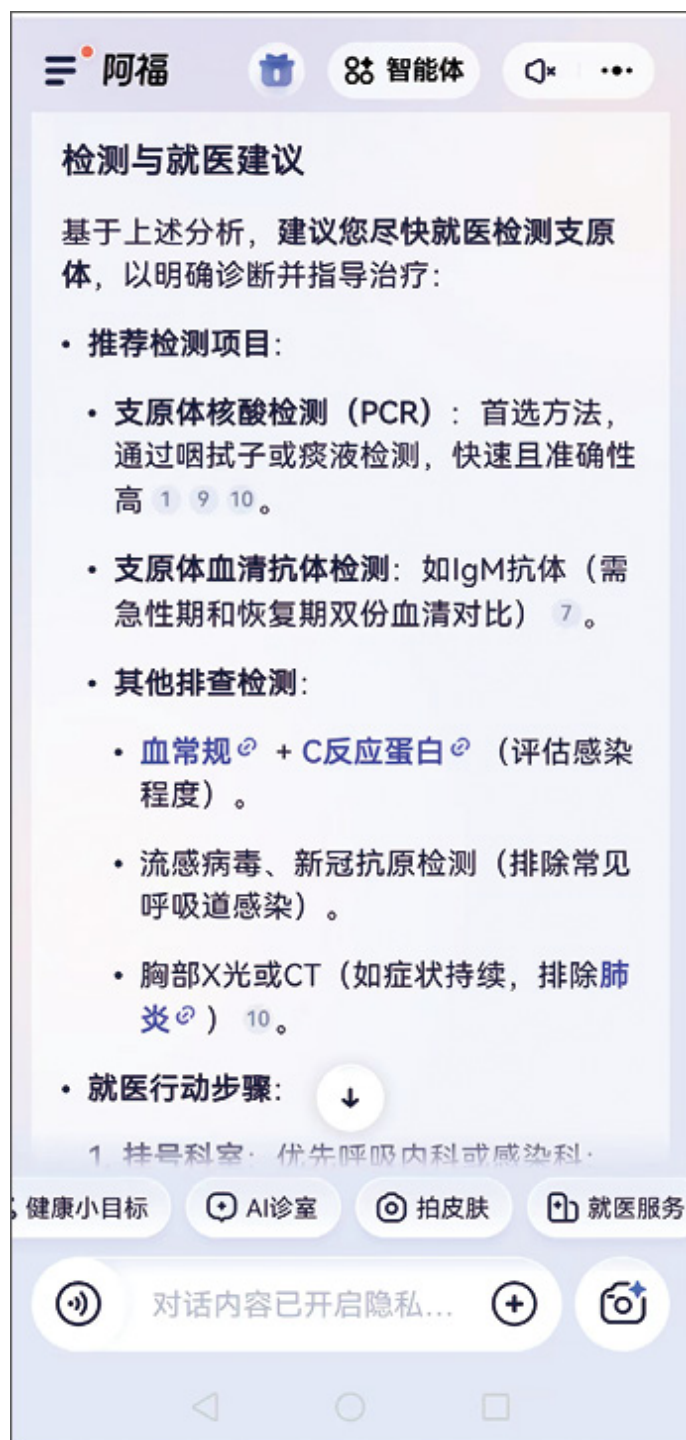 阿福
智能体
检测与就医建议
基于上述分析，建议您尽快就医检测支原
体，以明确诊断并指导治疗：
• 推荐检测项目：
• 支原体核酸检测（PCR）：首选方法，
通过咽拭子或痰液检测，快速且准确性
高 1 9 10。
• 支原体血清抗体检测：如IgM抗体（需
急性期和恢复期双份血清对比） 7。
• 其他排查检测：
• 血常规 + C反应蛋白 （评估感染
程度）。
• 流感病毒、新冠抗原检测（排除常见
呼吸道感染）。
• 胸部X光或CT（如症状持续，排除肺
炎） 10。
• 就医行动步骤：
1. 挂号科室：优先呼吸内科或感染科；
健康小目标
AI诊室
拍皮肤
就医服务
对话内容已开启隐私...